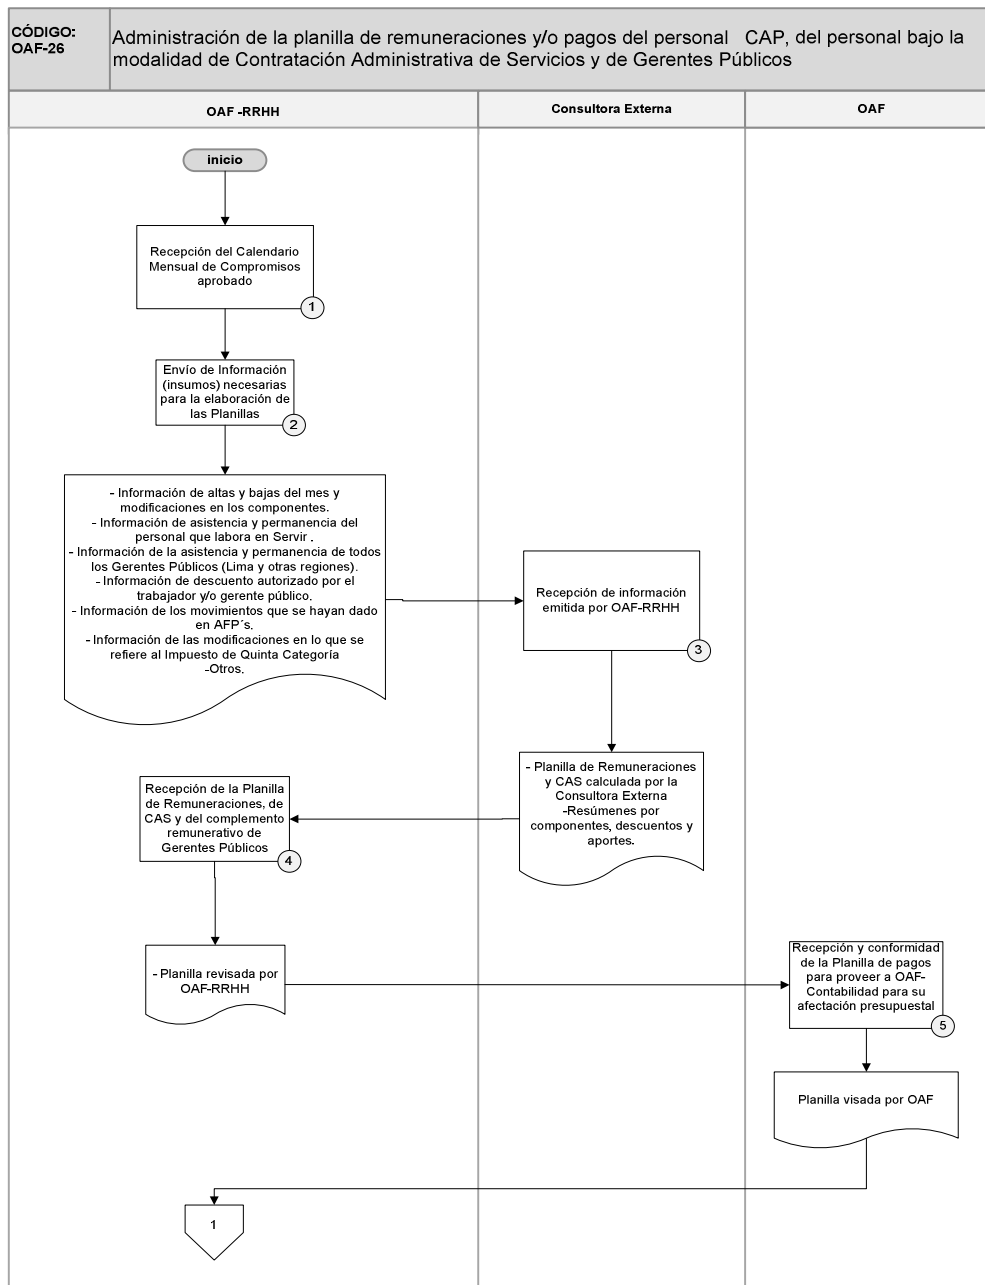 CÓDIGO:
OAF-26
Administración de la planilla de remuneraciones y/o pagos del personal CAP, del personal bajo la
modalidad de Contratación Administrativa de Servicios y de Gerentes Públicos
OAF -RRHH
Consultora Externa
OAF
inicio
Recepción del Calendario
Mensual de Compromisos
aprobado
1
Envío de Información
(insumos) necesarias
para la elaboración de
las Planillas
2
- Información de altas y bajas del mes y
modificaciones en los componentes.
- Información de asistencia y permanencia del
personal que labora en Servir .
- Información de la asistencia y permanencia de todos
los Gerentes Públicos (Lima y otras regiones).
- Información de descuento autorizado por el
trabajador y/o gerente público.
- Información de los movimientos que se hayan dado
en AFP´s.
- Información de las modificaciones en lo que se
refiere al Impuesto de Quinta Categoría
-Otros.
Recepción de información
emitida por OAF-RRHH
3
- Planilla de Remuneraciones
y CAS calculada por la
Consultora Externa
-Resúmenes por
componentes, descuentos y
aportes.
Recepción de la Planilla
de Remuneraciones, de
CAS y del complemento
remunerativo de
Gerentes Públicos
4
- Planilla revisada por
OAF-RRHH
Recepción y conformidad
de la Planilla de pagos
para proveer a OAF-
Contabilidad para su
afectación presupuestal
5
Planilla visada por OAF
1